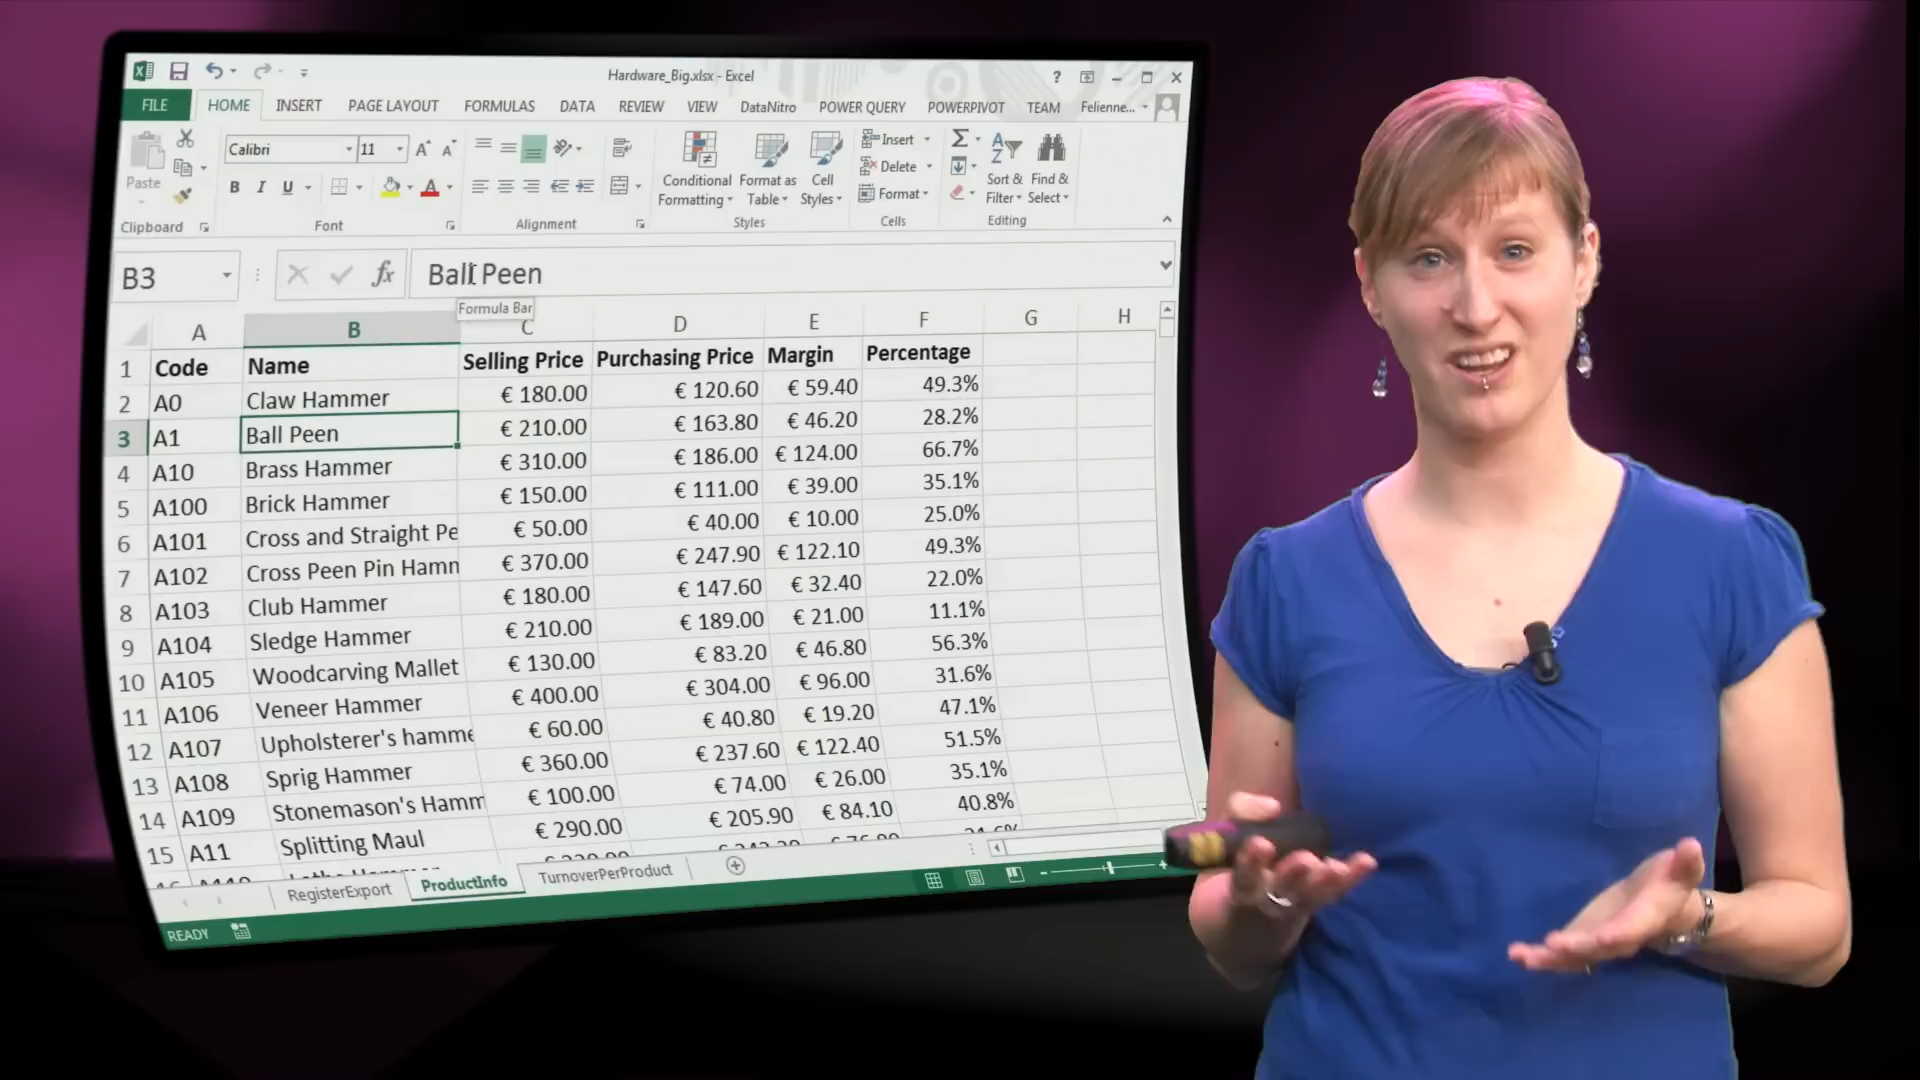 Hardware_Big.xlsx - Excel
FILE HOME INSERT PAGE LAYOUT FORMULAS DATA REVIEW VIEW DataNitro POWER QUERY POWERPIVOT TEAM Felienne...
Paste
Calibri 11
B I U
Conditional Formatting
Format as Table
Cell Styles
Insert
Delete
Format
Sort & Filter
Find & Select
Clipboard Font Alignment Styles Cells Editing
B3 fx Ball Peen
Formula Bar
A B C D E F G H
1 Code Name Selling Price Purchasing Price Margin Percentage
2 A0 Claw Hammer € 180.00 € 120.60 € 59.40 49.3%
3 A1 Ball Peen € 210.00 € 163.80 € 46.20 28.2%
4 A10 Brass Hammer € 310.00 € 186.00 € 124.00 66.7%
5 A100 Brick Hammer € 150.00 € 111.00 € 39.00 35.1%
6 A101 Cross and Straight Pe € 50.00 € 40.00 € 10.00 25.0%
7 A102 Cross Peen Pin Hamm € 370.00 € 247.90 € 122.10 49.3%
8 A103 Club Hammer € 180.00 € 147.60 € 32.40 22.0%
9 A104 Sledge Hammer € 210.00 € 189.00 € 21.00 11.1%
10 A105 Woodcarving Mallet € 130.00 € 83.20 € 46.80 56.3%
11 A106 Veneer Hammer € 400.00 € 304.00 € 96.00 31.6%
12 A107 Upholsterer's hamme € 60.00 € 40.80 € 19.20 47.1%
13 A108 Sprig Hammer € 360.00 € 237.60 € 122.40 51.5%
14 A109 Stonemason's Hamm € 100.00 € 74.00 € 26.00 35.1%
15 A11 Splitting Maul € 290.00 € 205.90 € 84.10 40.8%
RegisterExport ProductInfo TurnoverPerProduct
READY